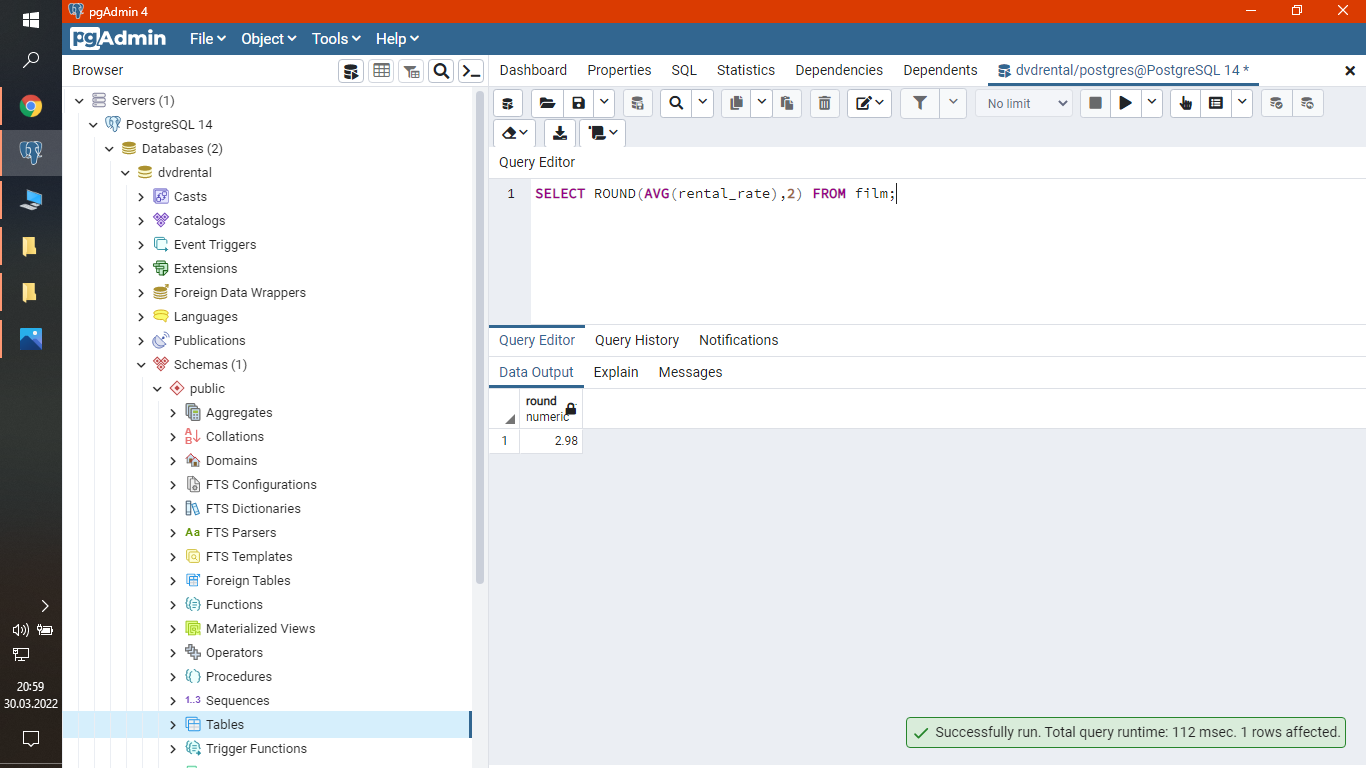 pgAdmin 4
pgAdmin File Object Tools Help
Browser
Dashboard Properties SQL Statistics Dependencies Dependents dvdrental/postgres@PostgreSQL 14 *
No limit
Servers (1)
PostgreSQL 14
Databases (2)
dvdrental
Casts
Catalogs
Event Triggers
Extensions
Foreign Data Wrappers
Languages
Publications
Schemas (1)
public
Aggregates
Collations
Domains
FTS Configurations
FTS Dictionaries
Aa FTS Parsers
FTS Templates
Foreign Tables
Functions
Materialized Views
Operators
Procedures
1..3 Sequences
Tables
Trigger Functions
Query Editor
1 SELECT ROUND(AVG(rental_rate),2) FROM film;
Query Editor Query History Notifications
Data Output Explain Messages
round
numeric
1 2.98
Successfully run. Total query runtime: 112 msec. 1 rows affected.
20:59
30.03.2022